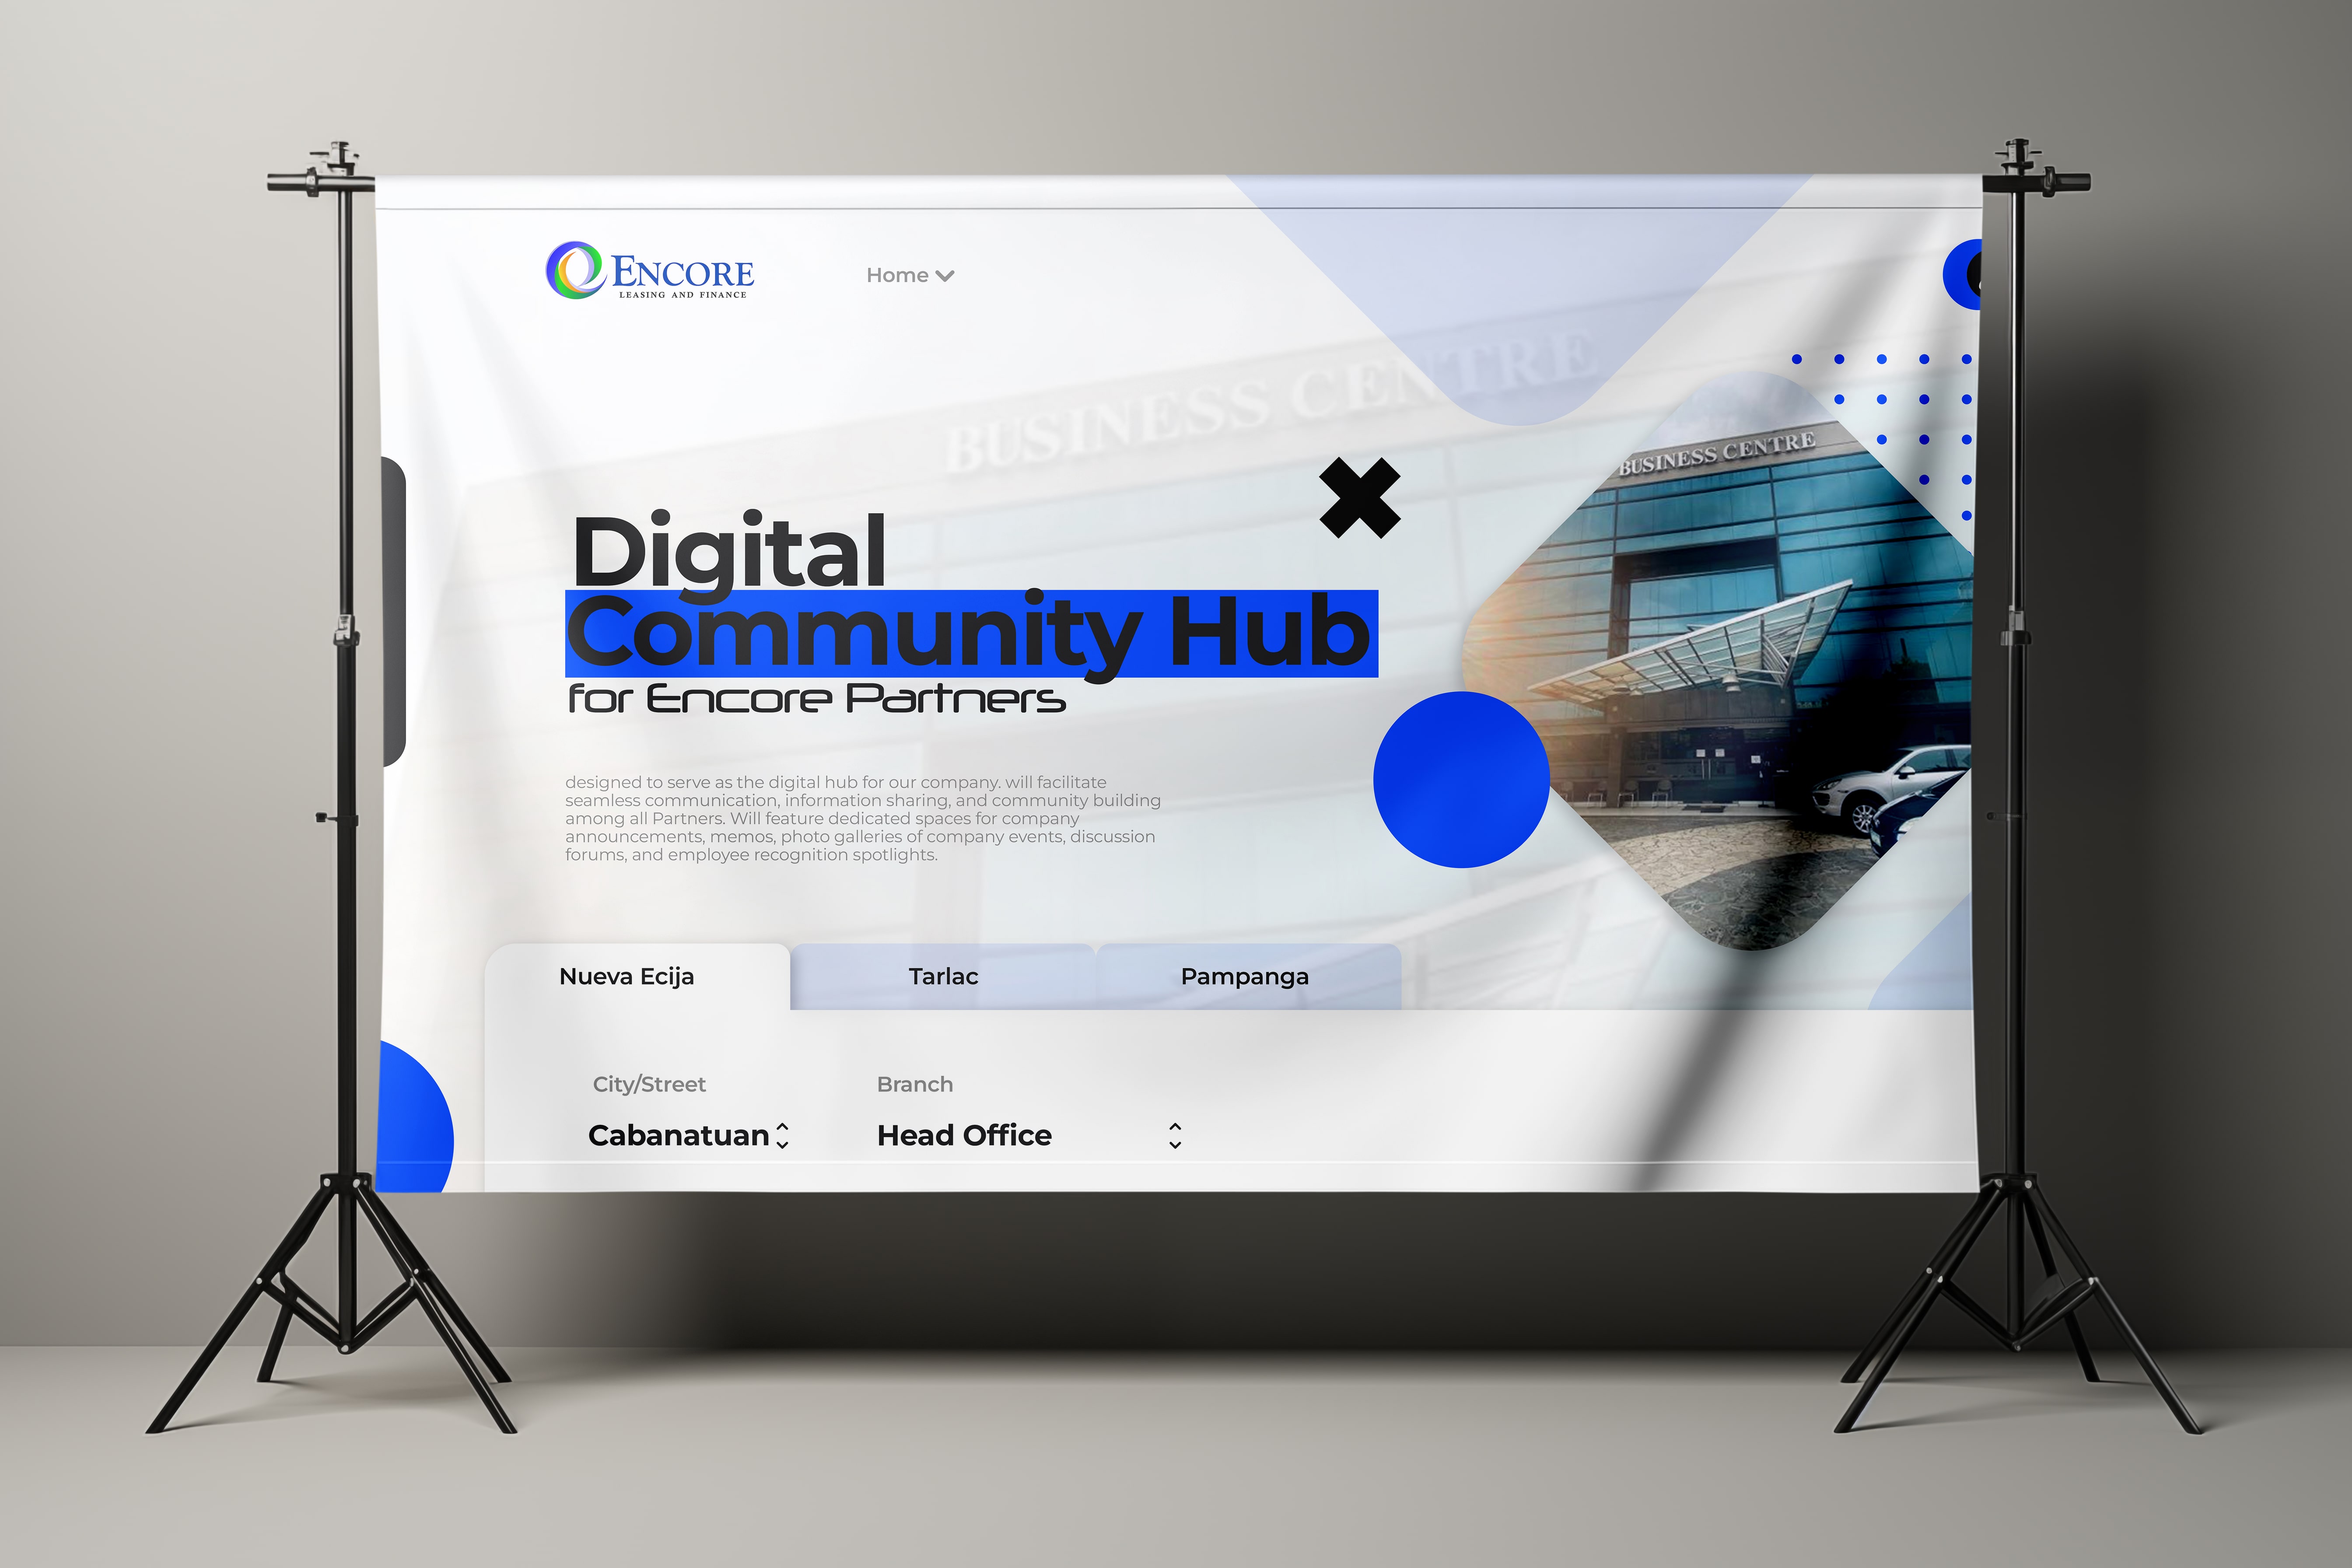 ENCORE
LEASING AND FINANCE
Home
BUSINESS CENTRE
BUSINESS CENTRE
Digital
Community Hub
for Encore Partners
designed to serve as the digital hub for our company. will facilitate
seamless communication, information sharing, and community building
among all Partners. Will feature dedicated spaces for company
announcements, memos, photo galleries of company events, discussion
forums, and employee recognition spotlights.
Nueva Ecija
Tarlac
Pampanga
City/Street
Branch
Cabanatuan
Head Office